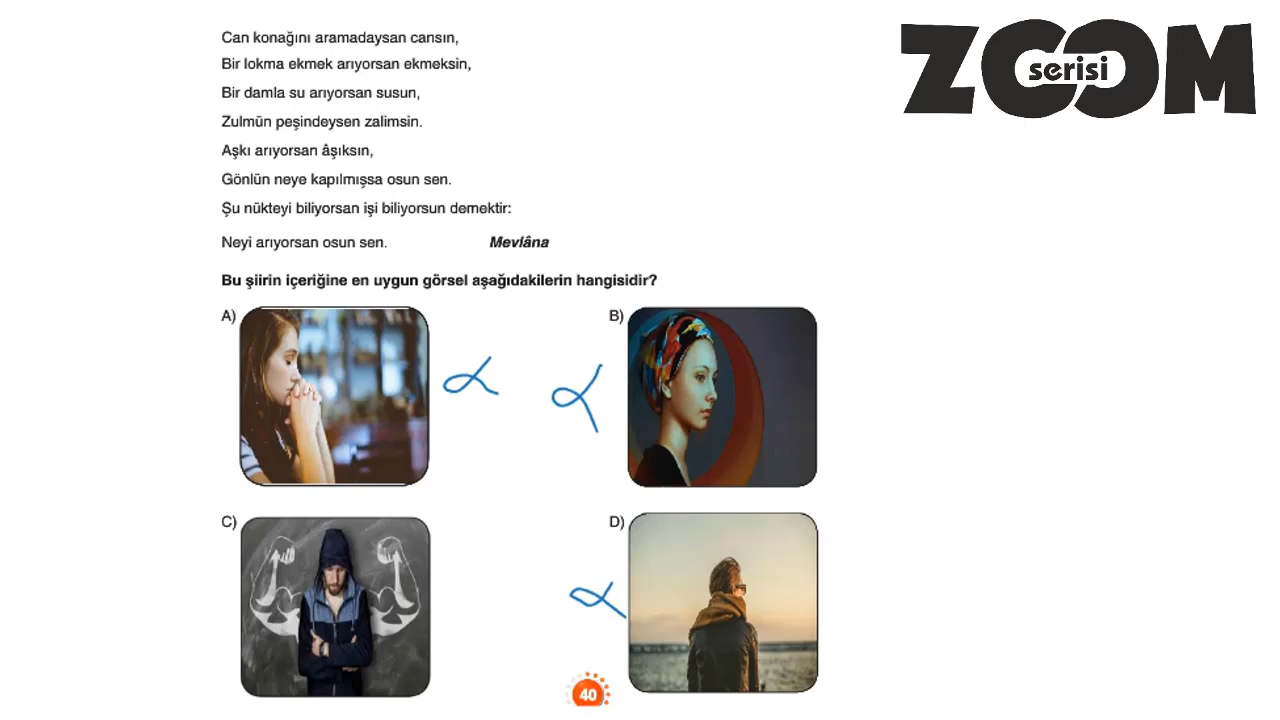 Can konağını aramadaysan cansın,
Bir lokma ekmek arıyorsan ekmeksin,
Bir damla su arıyorsan susun,
Zulmün peşindeysen zalimsin.
Aşkı arıyorsan âşıksın,
Gönlün neye kapılmışsa osun sen.
Şu nükteyi biliyorsan işi biliyorsun demektir:
Neyi arıyorsan osun sen. Mevlâna
Bu şiirin içeriğine en uygun görsel aşağıdakilerin hangisidir?
A) B)
C) D)
40
ZOOM
serisi